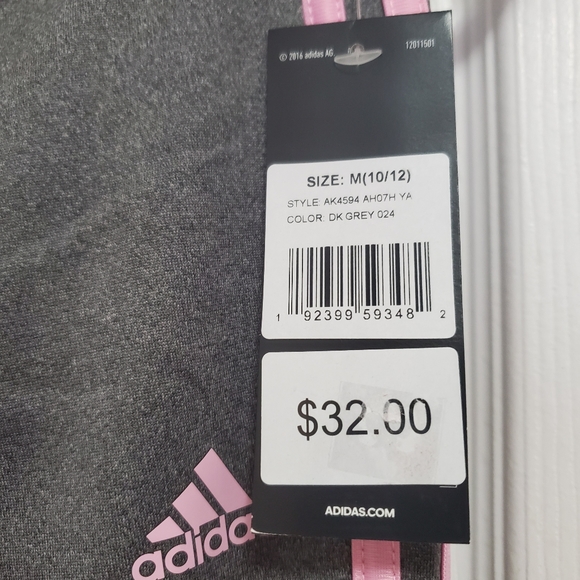 © 2016 adidas AG. 12011501
SIZE: M(10/12)
STYLE: AK4594 AH07H YA
COLOR: DK GREY 024
1 92399 59348 2
$32.00
ADIDAS.COM
adidas